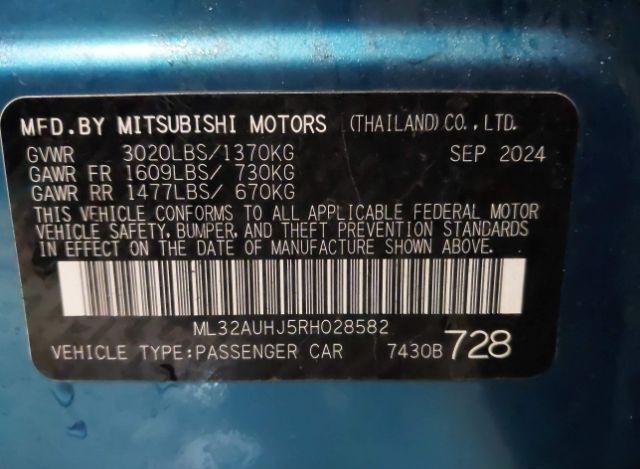 MFD.BY MITSUBISHI MOTORS (THAILAND)CO.,LTD.
GVWR 3020LBS/1370KG SEP 2024
GAWR FR 1609LBS/ 730KG
GAWR RR 1477LBS/ 670KG
THIS VEHICLE CONFORMS TO ALL APPLICABLE FEDERAL MOTOR
VEHICLE SAFETY, BUMPER, AND THEFT PREVENTION STANDARDS
IN EFFECT ON THE DATE OF MANUFACTURE SHOWN ABOVE.
ML32AUHJ5RH028582
VEHICLE TYPE:PASSENGER CAR 7430B 728